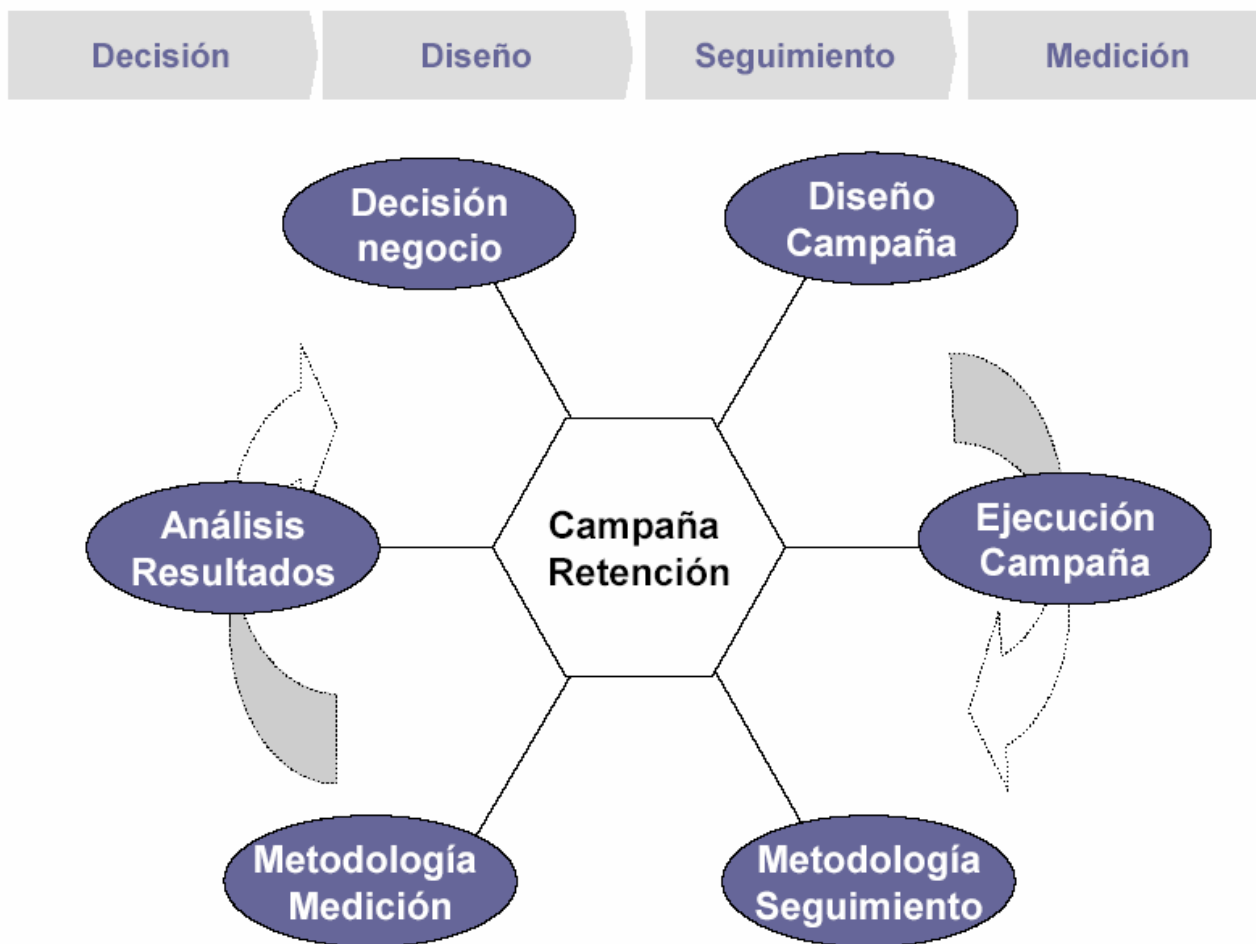 Decisión
Diseño
Seguimiento
Medición
Decisión
negocio
Diseño
Campaña
Análisis
Resultados
Campaña
Retención
Ejecución
Campaña
Metodología
Medición
Metodología
Seguimiento